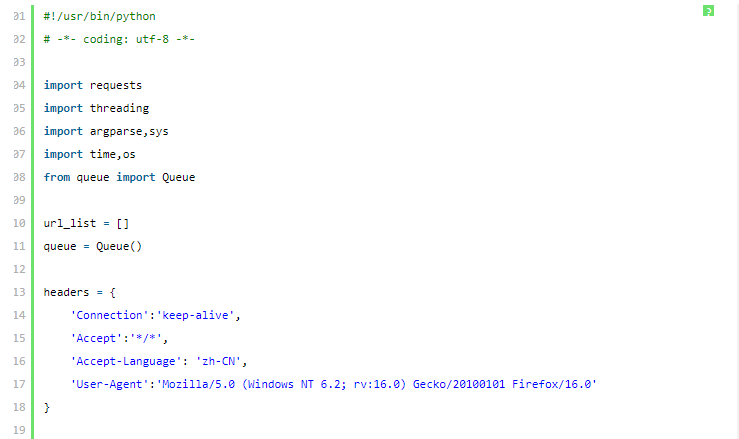 01 #!/usr/bin/python
02 # -*- coding: utf-8 -*-
03
04 import requests
05 import threading
06 import argparse,sys
07 import time,os
08 from queue import Queue
09
10 url_list = []
11 queue = Queue()
12
13 headers = {
14     'Connection':'keep-alive',
15     'Accept':'*/*',
16     'Accept-Language': 'zh-CN',
17     'User-Agent':'Mozilla/5.0 (Windows NT 6.2; rv:16.0) Gecko/20100101 Firefox/16.0'
18 }
19